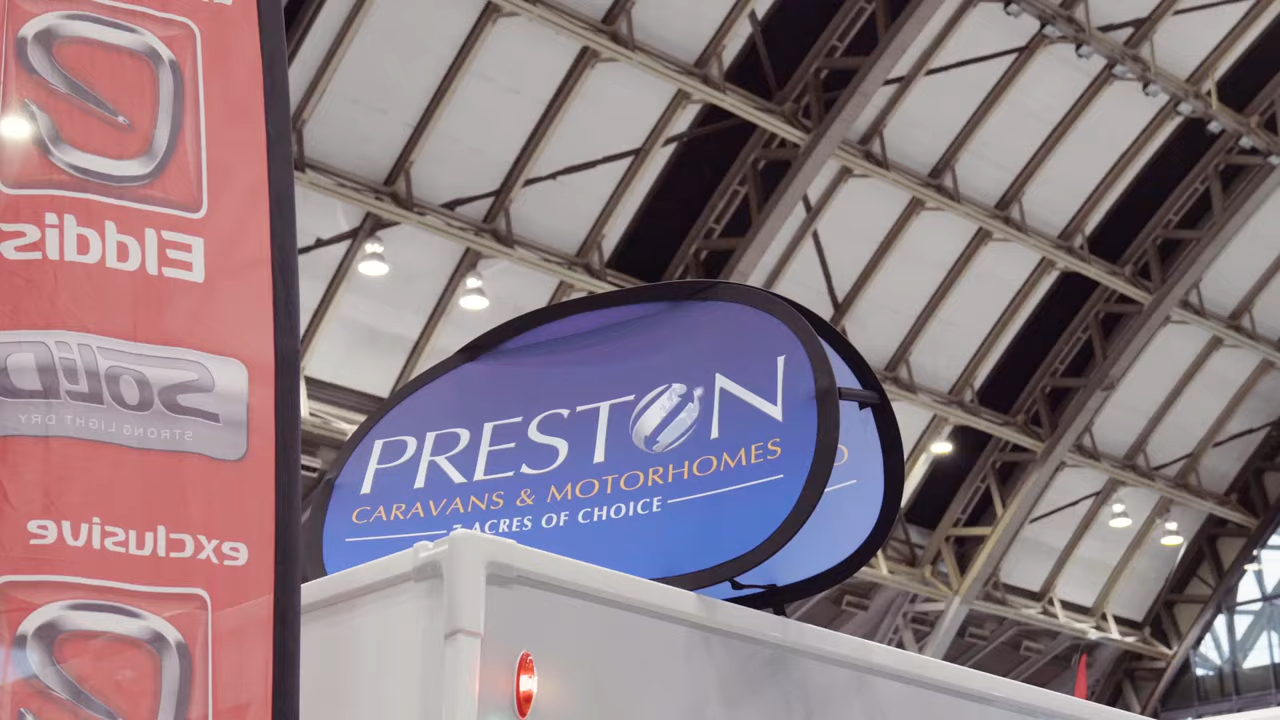 Elddis
SOLiD
STRONG LIGHT DRY
exclusive
PRESTON
CARAVANS & MOTORHOMES
7 ACRES OF CHOICE